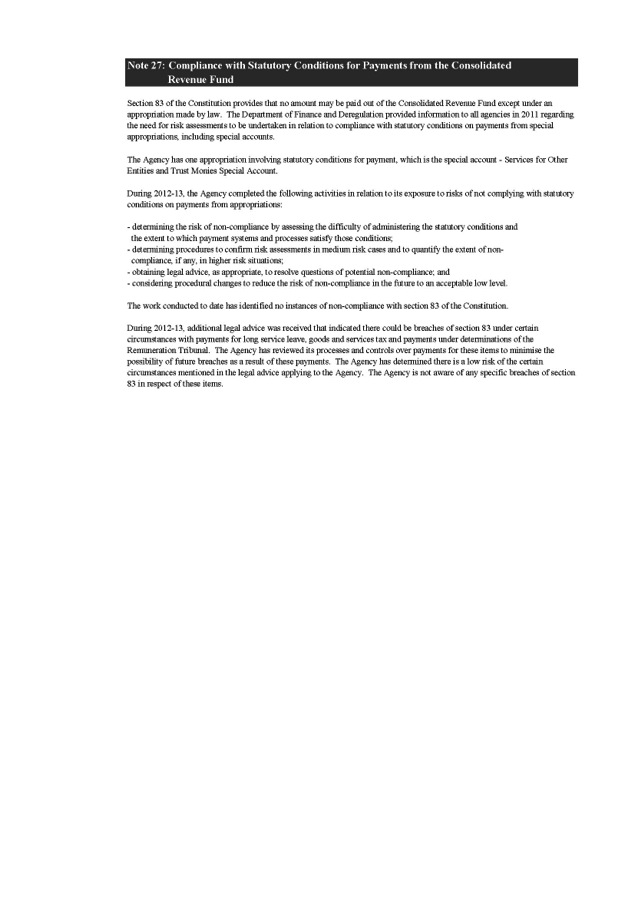 Note 27: Compliance with Statutory Conditions for Payments from the Consolidated
Revenue Fund
Section 83 of the Constitution provides that no amount may be paid out of the Consolidated Revenue Fund except under an
appropriation made by law.  The Department of Finance and Deregulation provided information to all agencies in 2011 regarding
the need for risk assessments to be undertaken in relation to compliance with statutory conditions on payments from special
appropriations, including special accounts.
The Agency has one appropriation involving statutory conditions for payment, which is the special account - Services for Other
Entities and Trust Monies Special Account.
During 2012-13, the Agency completed the following activities in relation to its exposure to risks of not complying with statutory
conditions on payments from appropriations:
- determining the risk of non-compliance by assessing the difficulty of administering the statutory conditions and
the extent to which payment systems and processes satisfy those conditions;
- determining procedures to confirm risk assessments in medium risk cases and to quantify the extent of non-
compliance, if any, in higher risk situations;
- obtaining legal advice, as appropriate, to resolve questions of potential non-compliance; and
- considering procedural changes to reduce the risk of non-compliance in the future to an acceptable low level.
The work conducted to date has identified no instances of non-compliance with section 83 of the Constitution.
During 2012-13, additional legal advice was received that indicated there could be breaches of section 83 under certain
circumstances with payments for long service leave, goods and services tax and payments under determinations of the
Remuneration Tribunal.  The Agency has reviewed its processes and controls over payments for these items to minimise the
possibility of future breaches as a result of these payments.  The Agency has determined there is a low risk of the certain
circumstances mentioned in the legal advice applying to the Agency.  The Agency is not aware of any specific breaches of section
83 in respect of these items.